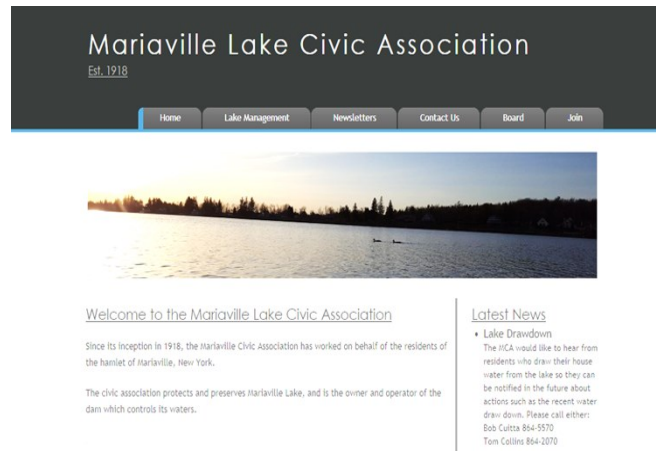 Mariaville Lake Civic Association
Est. 1918
Home Lake Management Newsletters Contact Us Board Join
Welcome to the Mariaville Lake Civic Association
Since its inception in 1918, the Mariaville Civic Association has worked on behalf of the residents of
the hamlet of Mariaville, New York.
The civic association protects and preserves Mariaville Lake, and is the owner and operator of the
dam which controls its waters.
Latest News
• Lake Drawdown
The MCA would like to hear from
residents who draw their house
water from the lake so they can
be notified in the future about
actions such as the recent water
draw down. Please call either:
Bob Cuitta 864-5570
Tom Collins 864-2070